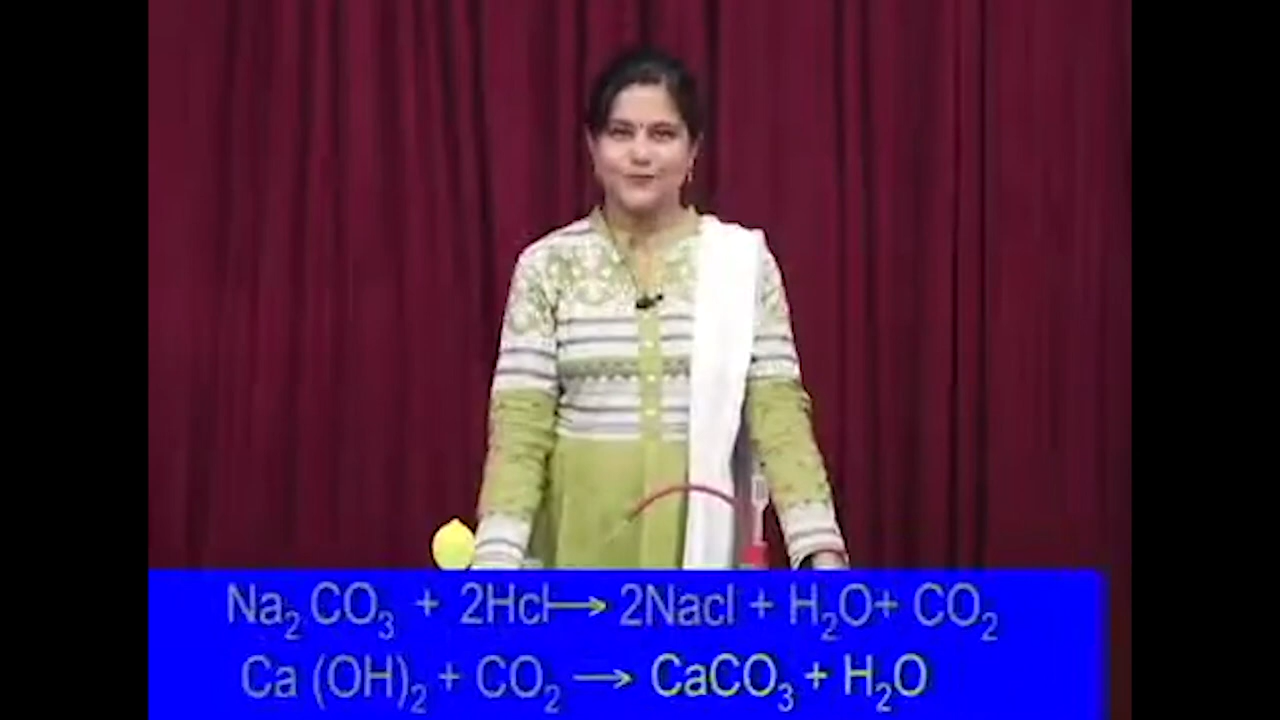 Na₂ CO₃ + 2Hcl → 2Nacl + H₂O+ CO₂
Ca (OH)₂ + CO₂ → CaCO₃ + H₂O